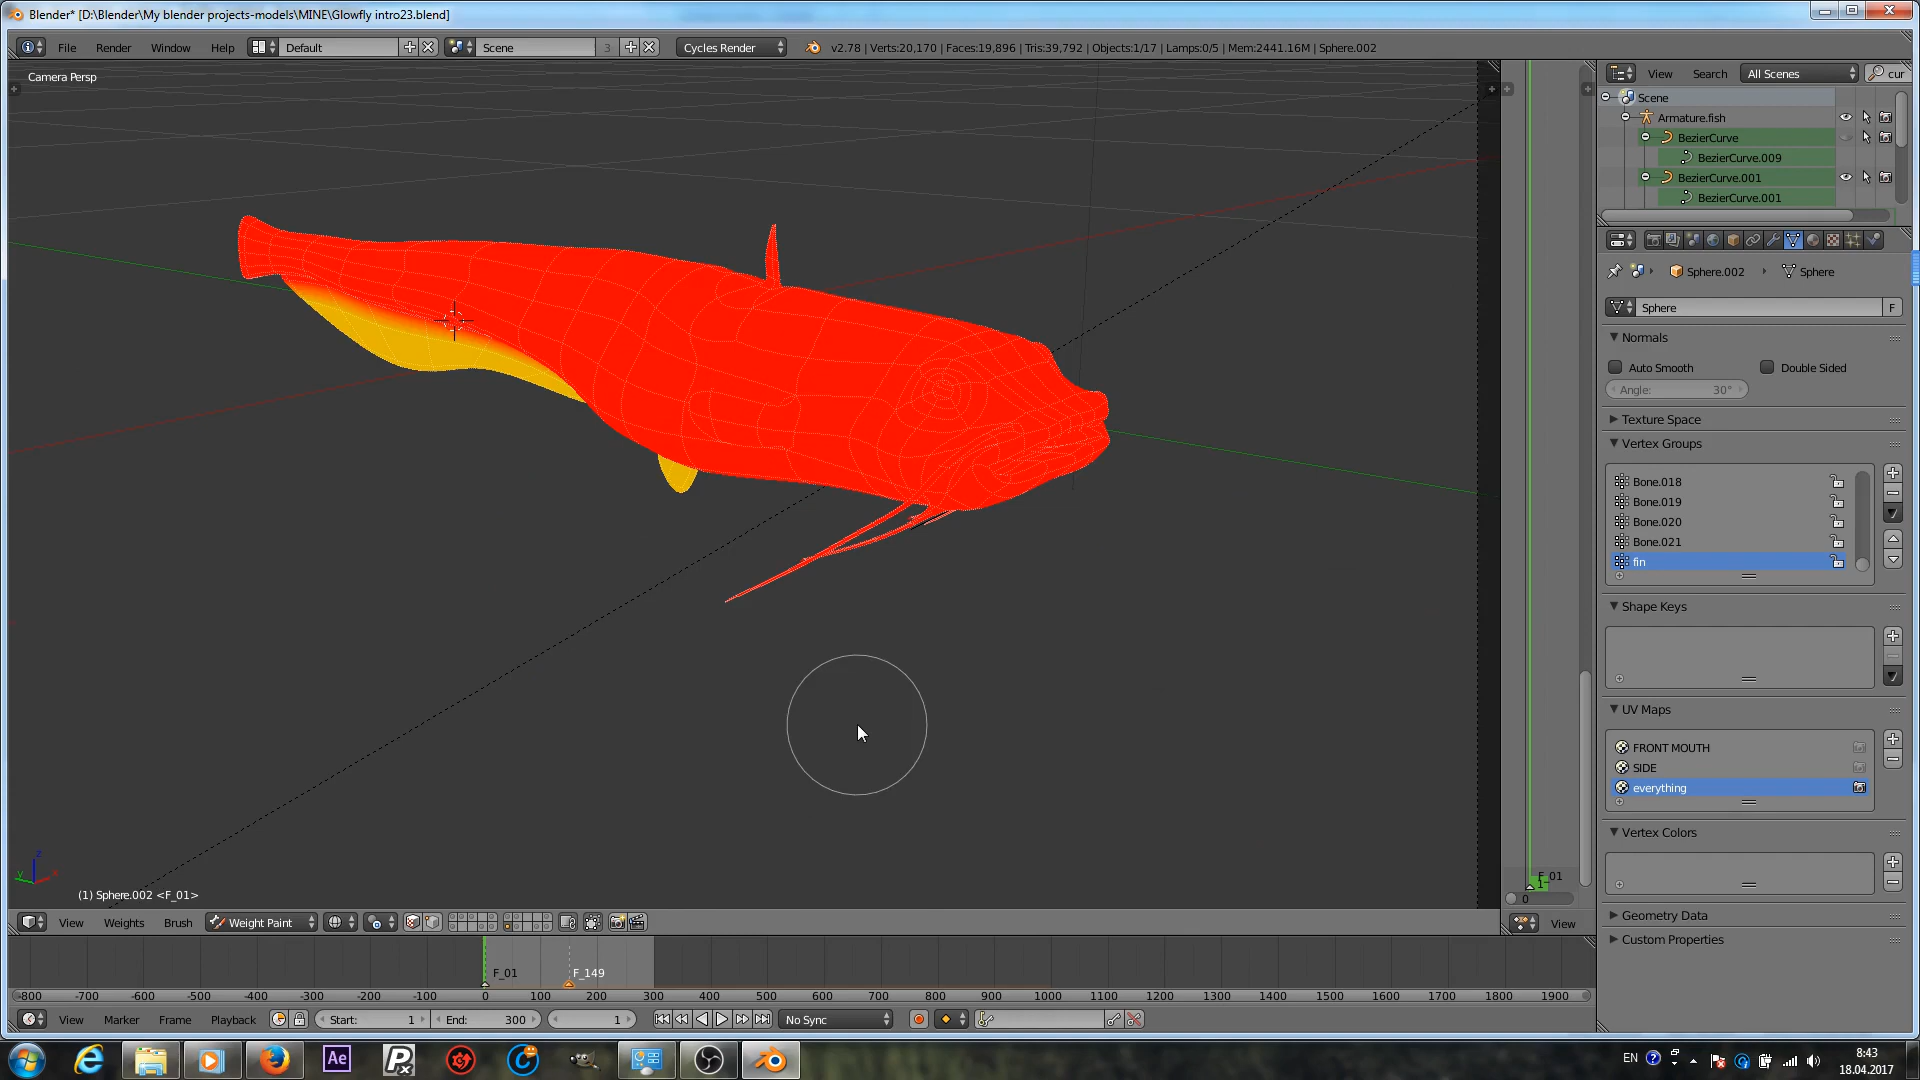 Blender* [D:\Blender\My blender projects-models\MINE\Glowfly intro23.blend]
File Render Window Help Default Scene 3 Cycles Render v2.78 | Verts:20,170 | Faces:19,896 | Tris:39,792 | Objects:1/17 | Lamps:0/5 | Mem:2441.16M | Sphere.002
Camera Persp
View Search All Scenes cur
Scene
Armature.fish
BezierCurve
BezierCurve.009
BezierCurve.001
BezierCurve.001
Sphere.002 Sphere
Sphere F
Normals
Auto Smooth Double Sided
Angle: 30°
Texture Space
Vertex Groups
Bone.018
Bone.019
Bone.020
Bone.021
fin
Shape Keys
UV Maps
FRONT MOUTH
SIDE
everything
Vertex Colors
Geometry Data
Custom Properties
z
y x
(1) Sphere.002 <F_01>
F_01
1
0
View Weights Brush Weight Paint View
F_01 F_149
-800 -700 -600 -500 -400 -300 -200 -100 0 100 200 300 400 500 600 700 800 900 1000 1100 1200 1300 1400 1500 1600 1700 1800 1900
View Marker Frame Playback Start: 1 End: 300 1 No Sync
Ae P EN 8:43
18.04.2017